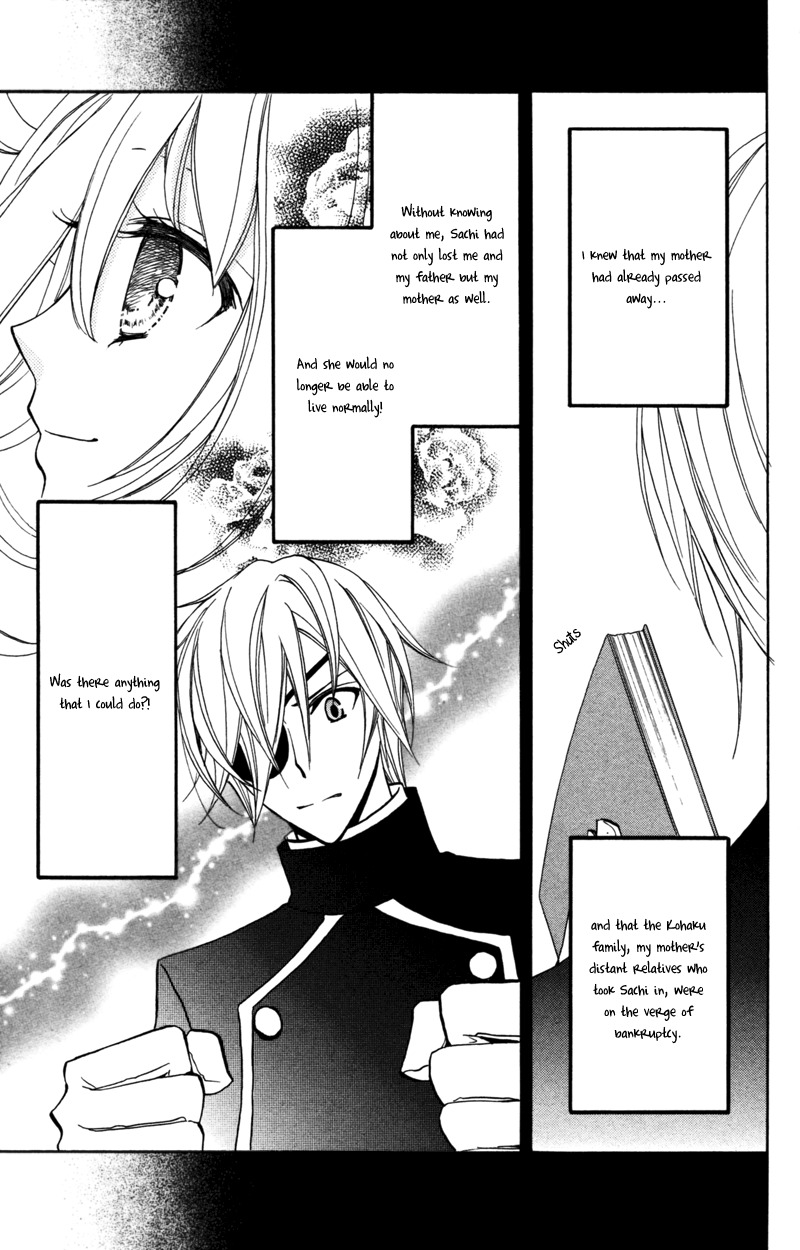 I knew that my mother
had already passed
away...
Shuts
and that the Kohaku
family, my mother's
distant relatives who
took Sachi in, were
on the verge of
bankruptcy.
Without knowing
about me, Sachi had
not only lost me and
my father but my
mother as well.
And she would no
longer be able to
live normally!
Was there anything
that I could do?!